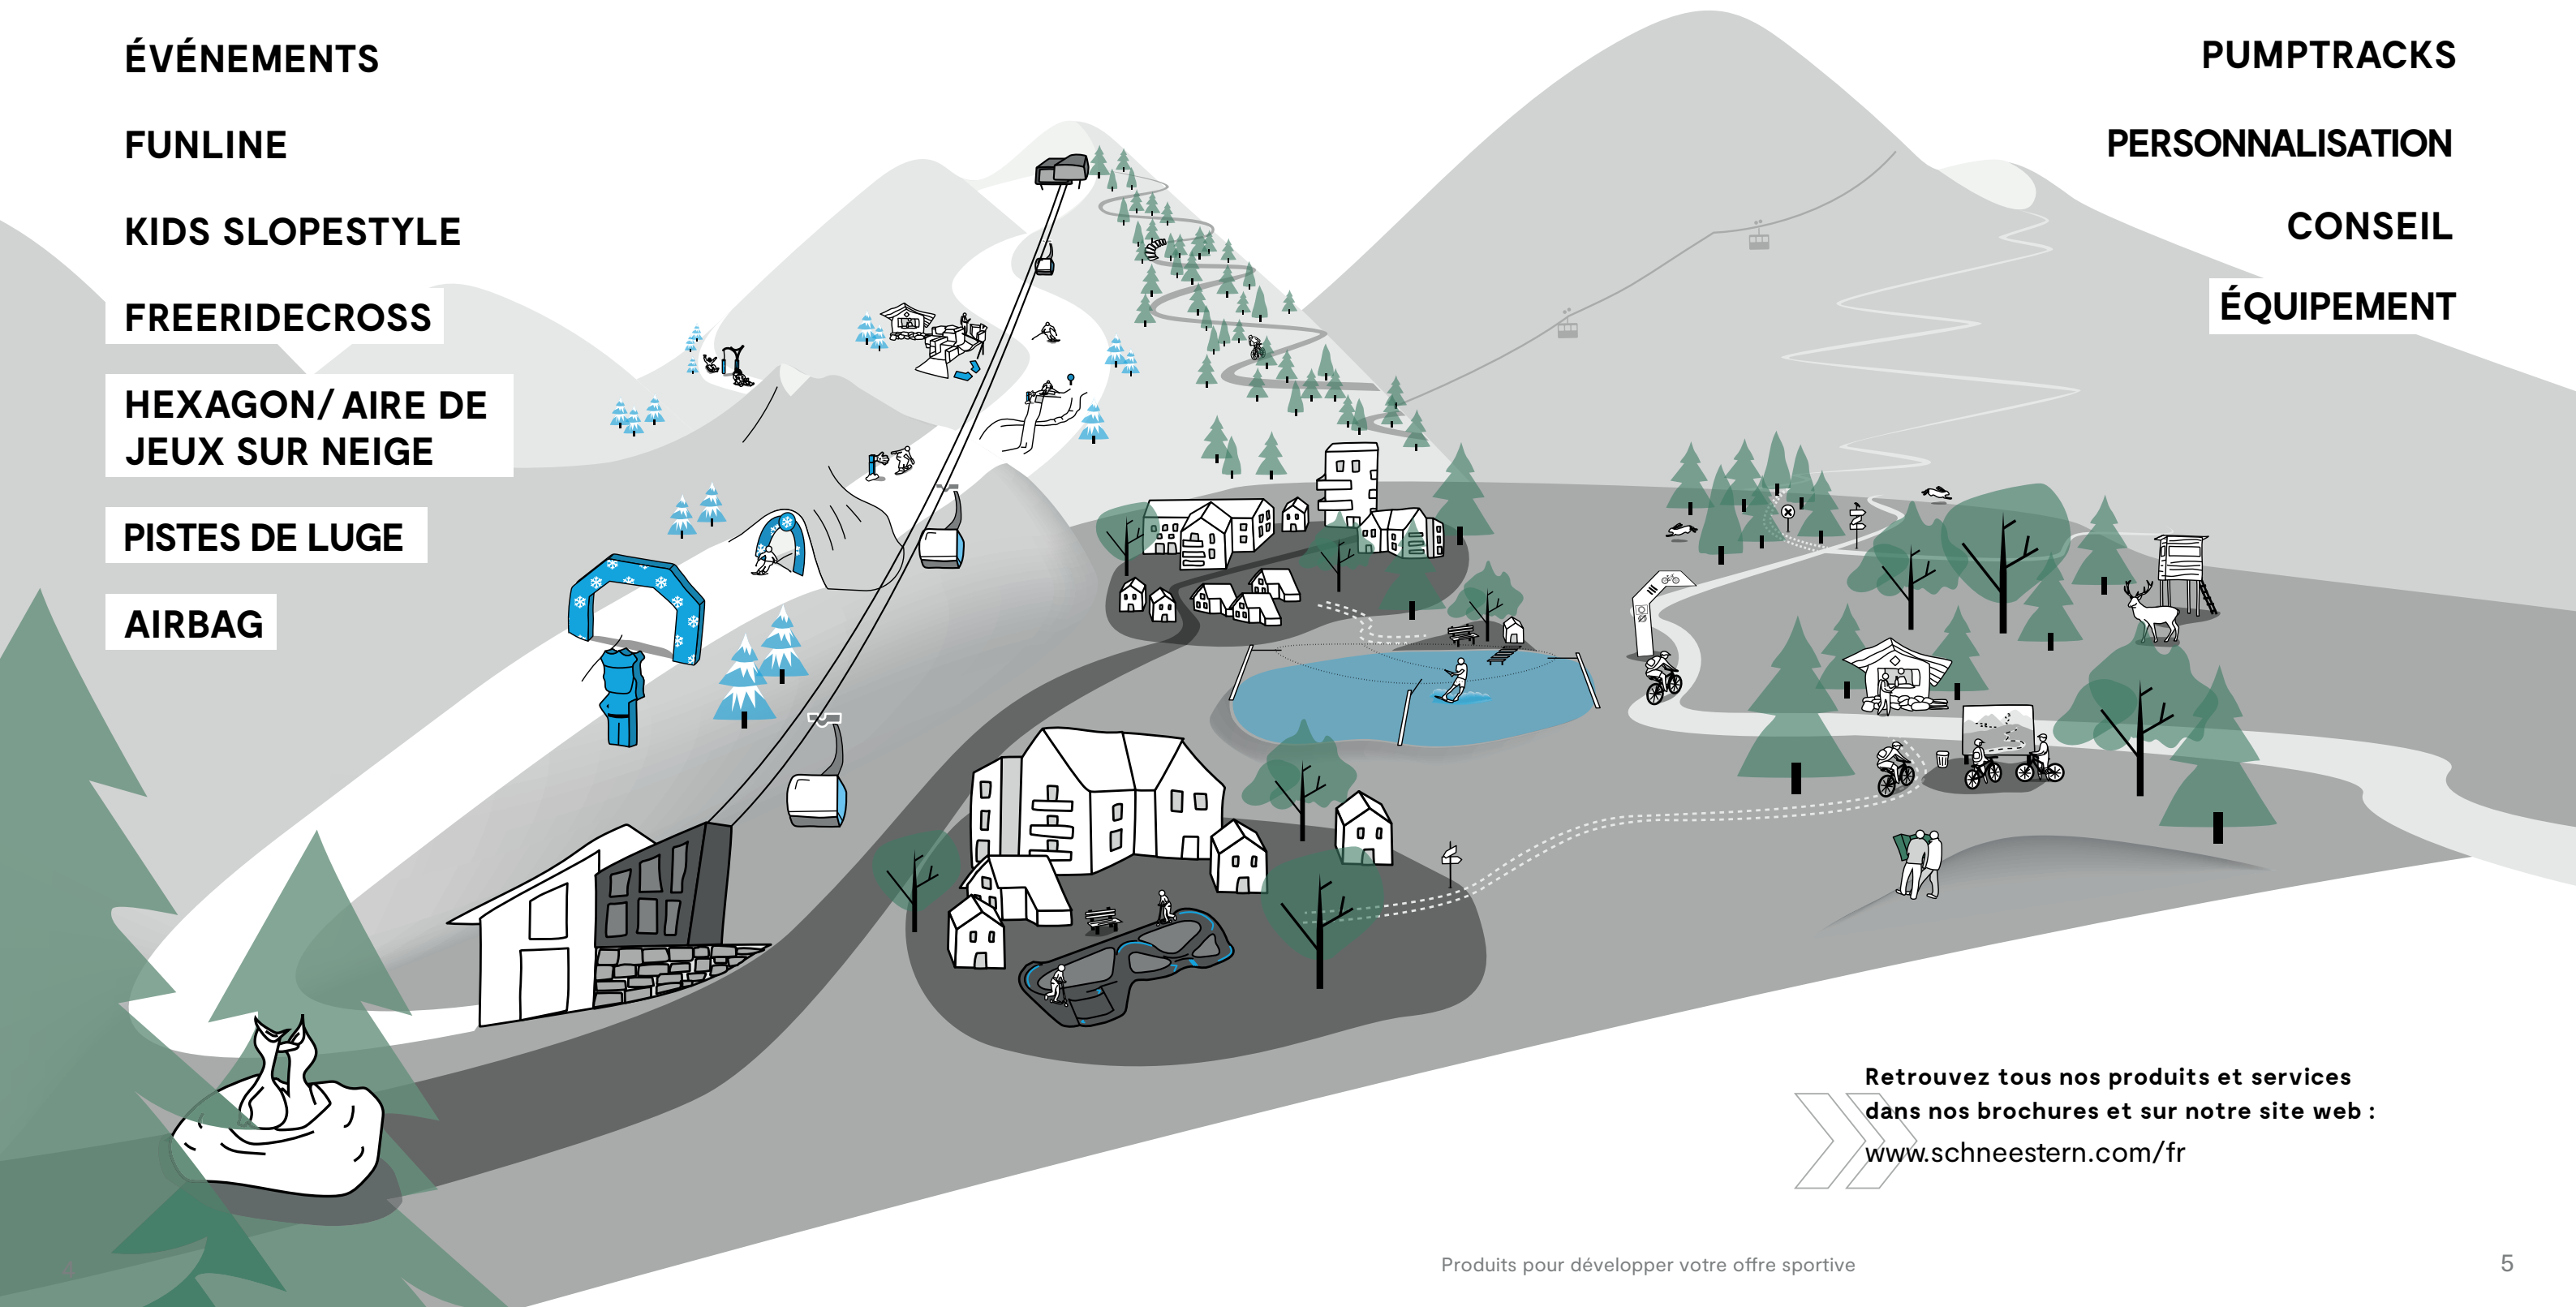 ÉVÉNEMENTS
FUNLINE
KIDS SLOPESTYLE
FREERIDECROSS
HEXAGON/ AIRE DE
JEUX SUR NEIGE
PISTES DE LUGE
AIRBAG
PUMPTRACKS
PERSONNALISATION
CONSEIL
ÉQUIPEMENT
Retrouvez tous nos produits et services
dans nos brochures et sur notre site web :
www.schneestern.com/fr
4
Produits pour développer votre offre sportive
5